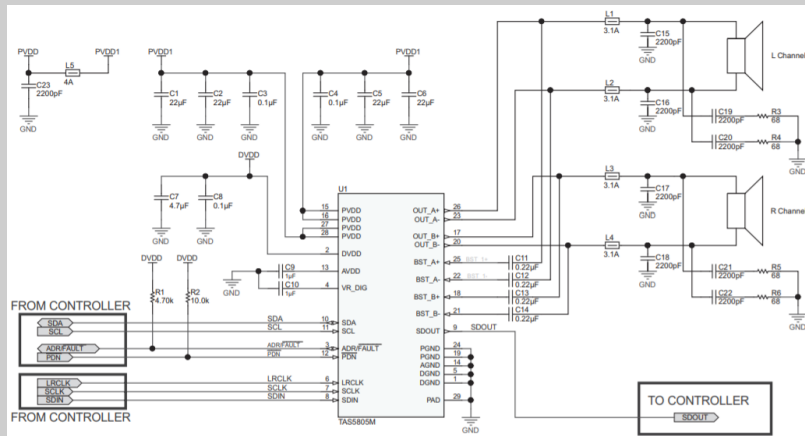 PVDD L5 PVDD1
4A
C23
2200pF
GND
PVDD1
C1
22µF
C2
22µF
C3
0.1µF
GND GND GND
PVDD1
C4
0.1µF
C5
22µF
C6
22µF
GND GND GND
DVDD
C7
4.7µF
C8
0.1µF
GND GND
L1
3.1A
C15
2200pF
GND
L Channel
L2
3.1A
C16
2200pF
GND
C19
2200pF
R3
68
C20
2200pF
R4
68
GND
L3
3.1A
C17
2200pF
GND
R Channel
L4
3.1A
C18
2200pF
GND
C21
2200pF
R5
68
C22
2200pF
R6
68
GND
U1
15 PVDD
16 PVDD
27 PVDD
28 PVDD
2 DVDD
13 AVDD
4 VR_DIG
10 SDA
11 SCL
3 ADR/FAULT
12 PDN
6 LRCLK
7 SCLK
8 SDIN
OUT_A+ 26
OUT_A- 23
OUT_B+ 17
OUT_B- 20
BST_A+ 25 BST_1+ C11
0.22µF
BST_A- 22 C12
0.22µF
BST_B+ 18 C13
0.22µF
BST_B- 21 C14
0.22µF
SDOUT 9 SDOUT
PGND 24
PGND 19
AGND 14
DGND 5
DGND 1
PAD 29
GND
TAS5805M
C9
1µF
C10
1µF
GND
DVDD DVDD
R1
4.70k
R2
10.0k
FROM CONTROLLER
SDA SDA
SCL SCL
ADR/FAULT ADR/FAULT
PDN PDN
LRCLK LRCLK
SCLK SCLK
SDIN SDIN
FROM CONTROLLER
TO CONTROLLER
SDOUT